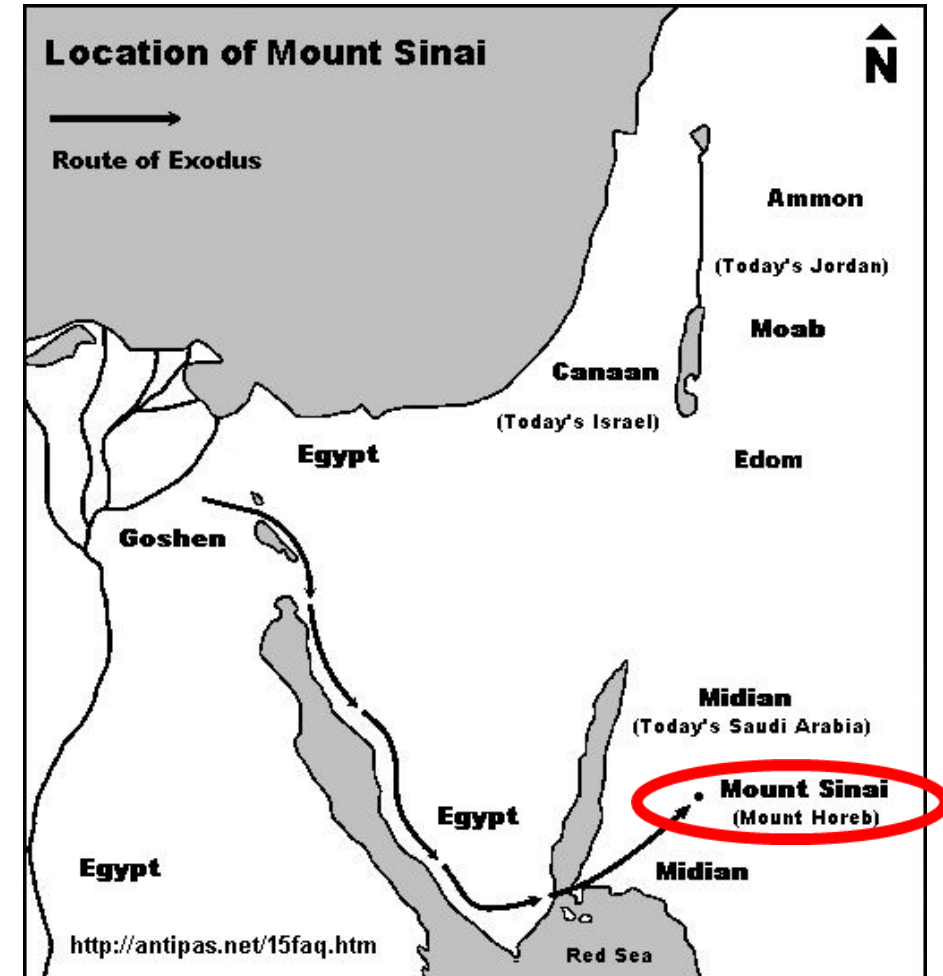 Location of Mount Sinai
N
Route of Exodus
Ammon
(Today's Jordan)
Moab
Canaan
(Today's Israel)
Egypt
Edom
Goshen
Midian
(Today's Saudi Arabia)
Mount Sinai
(Mount Horeb)
Egypt
Egypt
Midian
http://antipas.net/15faq.htm
Red Sea